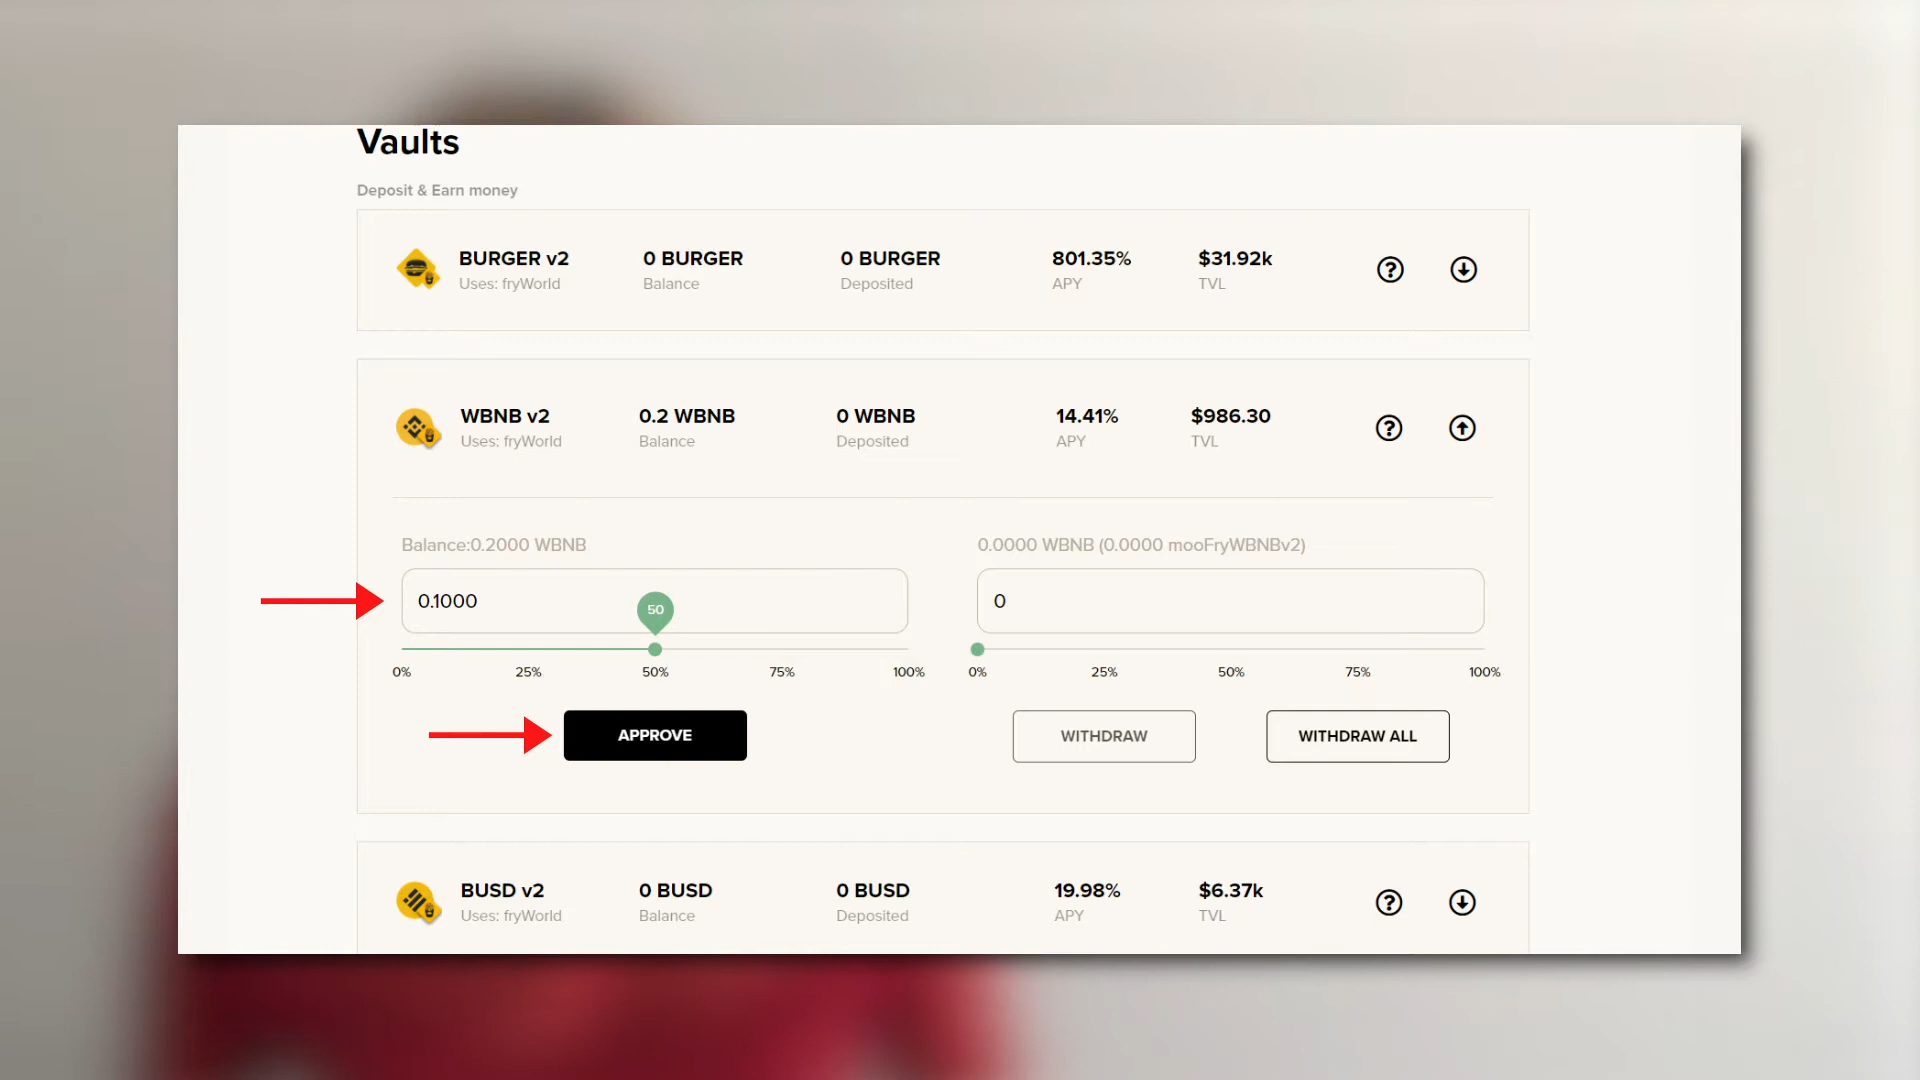 Vaults
Deposit & Earn money
BURGER v2 0 BURGER 0 BURGER 801.35% $31.92k
Uses: fryWorld Balance Deposited APY TVL
WBNB v2 0.2 WBNB 0 WBNB 14.41% $986.30
Uses: fryWorld Balance Deposited APY TVL
Balance:0.2000 WBNB 0.0000 WBNB (0.0000 mooFryWBNBv2)
0.1000 50 0
0% 25% 50% 75% 100% 0% 25% 50% 75% 100%
APPROVE WITHDRAW WITHDRAW ALL
BUSD v2 0 BUSD 0 BUSD 19.98% $6.37k
Uses: fryWorld Balance Deposited APY TVL